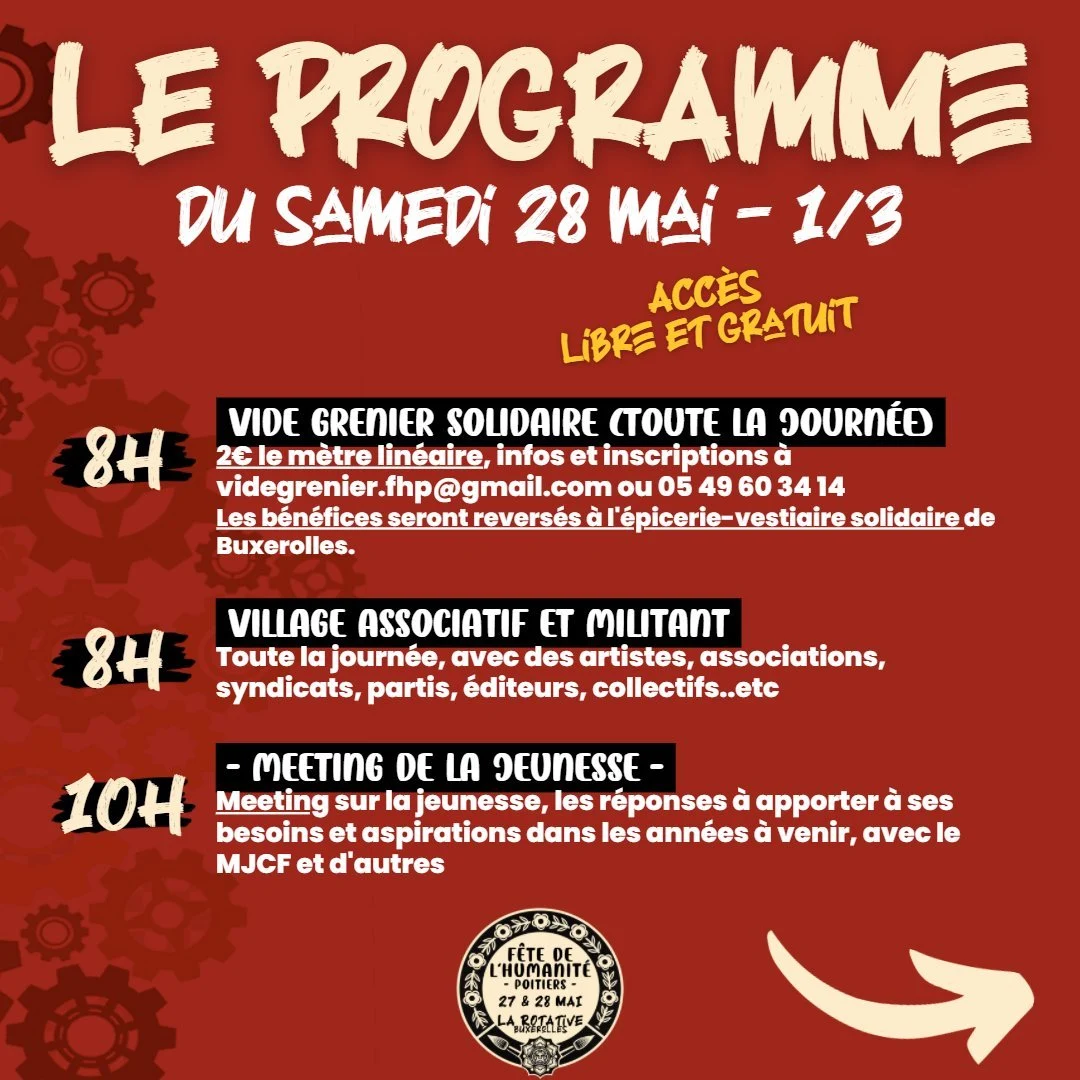 LE PROGRAMME
DU SAMEDI 28 MAI - 1/3
ACCÈS
LIBRE ET GRATUIT
8H
VIDE GRENIER SOLIDAIRE (TOUTE LA JOURNÉE)
2€ le mètre linéaire, infos et inscriptions à
videgrenier.fhp@gmail.com ou 05 49 60 34 14
Les bénéfices seront reversés à l'épicerie-vestiaire solidaire de
Buxerolles.
8H
VILLAGE ASSOCIATIF ET MILITANT
Toute la journée, avec des artistes, associations,
syndicats, partis, éditeurs, collectifs..etc
10H
- MEETING DE LA JEUNESSE -
Meeting sur la jeunesse, les réponses à apporter à ses
besoins et aspirations dans les années à venir, avec le
MJCF et d'autres
FÊTE DE
L'HUMANITÉ
- POITIERS -
27 & 28 MAI
LA ROTATIVE
BUXEROLLES